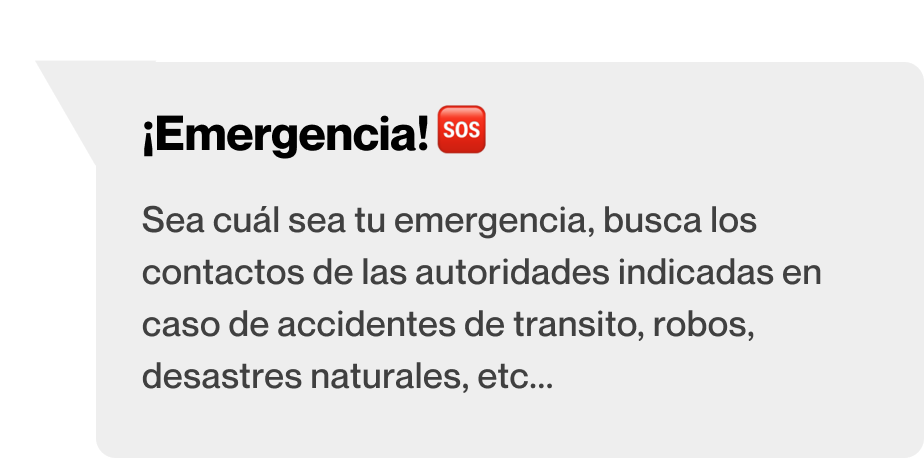 ¡Emergencia! 🆘
Sea cuál sea tu emergencia, busca los
contactos de las autoridades indicadas en
caso de accidentes de transito, robos,
desastres naturales, etc...